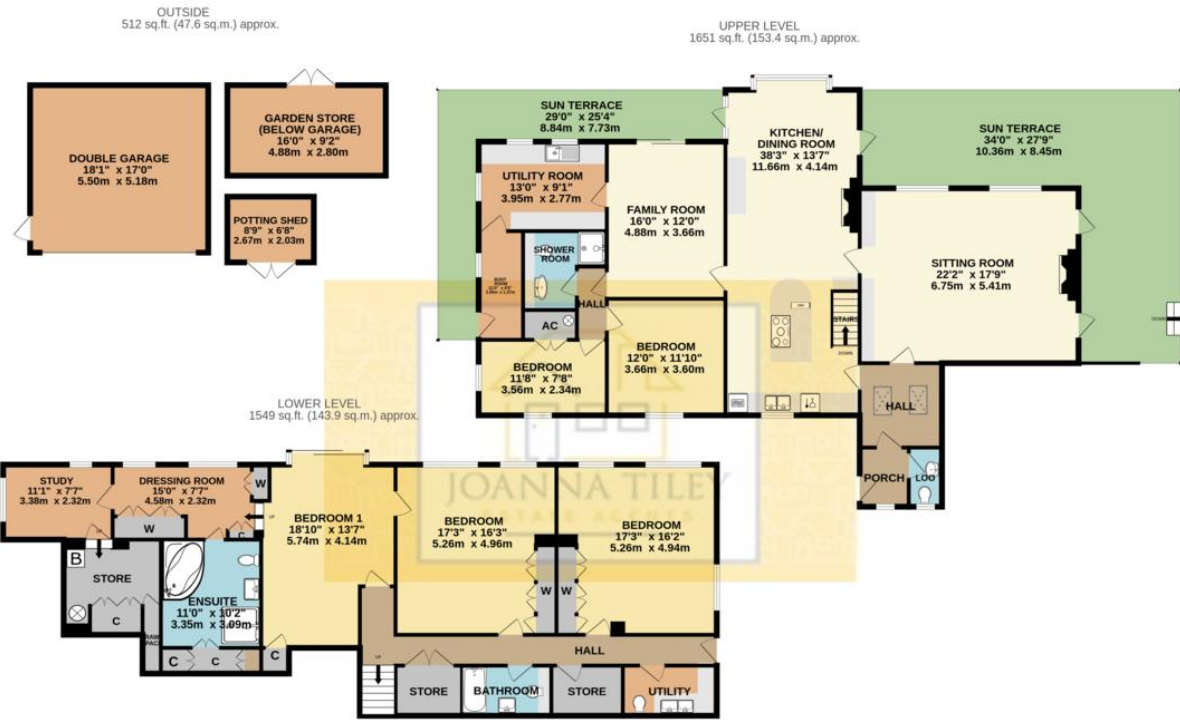 OUTSIDE
512 sq.ft. (47.6 sq.m.) approx.
UPPER LEVEL
1651 sq.ft. (153.4 sq.m.) approx.
DOUBLE GARAGE
18'1" x 17'0"
5.50m x 5.18m
GARDEN STORE
(BELOW GARAGE)
16'0" x 9'2"
4.88m x 2.80m
POTTING SHED
8'9" x 6'8"
2.67m x 2.03m
SUN TERRACE
29'0" x 25'4"
8.84m x 7.73m
KITCHEN/
DINING ROOM
38'3" x 13'7"
11.66m x 4.14m
SUN TERRACE
34'0" x 27'9"
10.36m x 8.45m
UTILITY ROOM
13'0" x 9'1"
3.95m x 2.77m
FAMILY ROOM
16'0" x 12'0"
4.88m x 3.66m
SHOWER
ROOM
BOOT
ROOM
HALL
SITTING ROOM
22'2" x 17'9"
6.75m x 5.41m
STAIRS
DOWN
DOWN
AC
BEDROOM
11'8" x 7'8"
3.56m x 2.34m
BEDROOM
12'0" x 11'10"
3.66m x 3.60m
HALL
PORCH
LOO
LOWER LEVEL
1549 sq.ft. (143.9 sq.m.) approx.
STUDY
11'1" x 7'7"
3.38m x 2.32m
DRESSING ROOM
15'0" x 7'7"
4.58m x 2.32m
W
W
C
UP
UP
BEDROOM 1
18'10" x 13'7"
5.74m x 4.14m
BEDROOM
17'3" x 16'3"
5.26m x 4.96m
BEDROOM
17'3" x 16'2"
5.26m x 4.94m
W
W
B
STORE
C
ENSUITE
11'0" x 10'2"
3.35m x 3.09m
C
C
C
UP
HALL
STORE
BATHROOM
STORE
UTILITY
JOANNA TILEY
ESTATE AGENTS